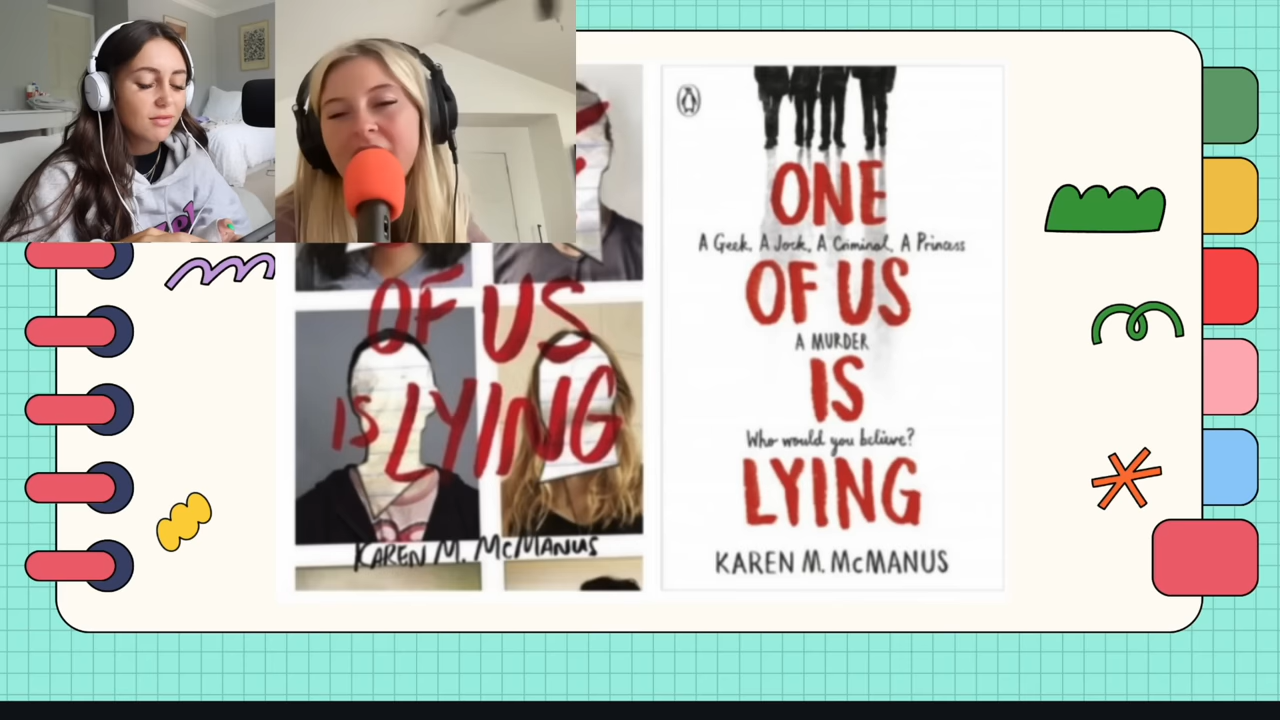 OF US
IS LYING
KAREN M. McMANUS
ONE
A Geek, A Jock, A Criminal, A Princess
OF US
A MURDER
IS
Who would you believe?
LYING
KAREN M. McMANUS